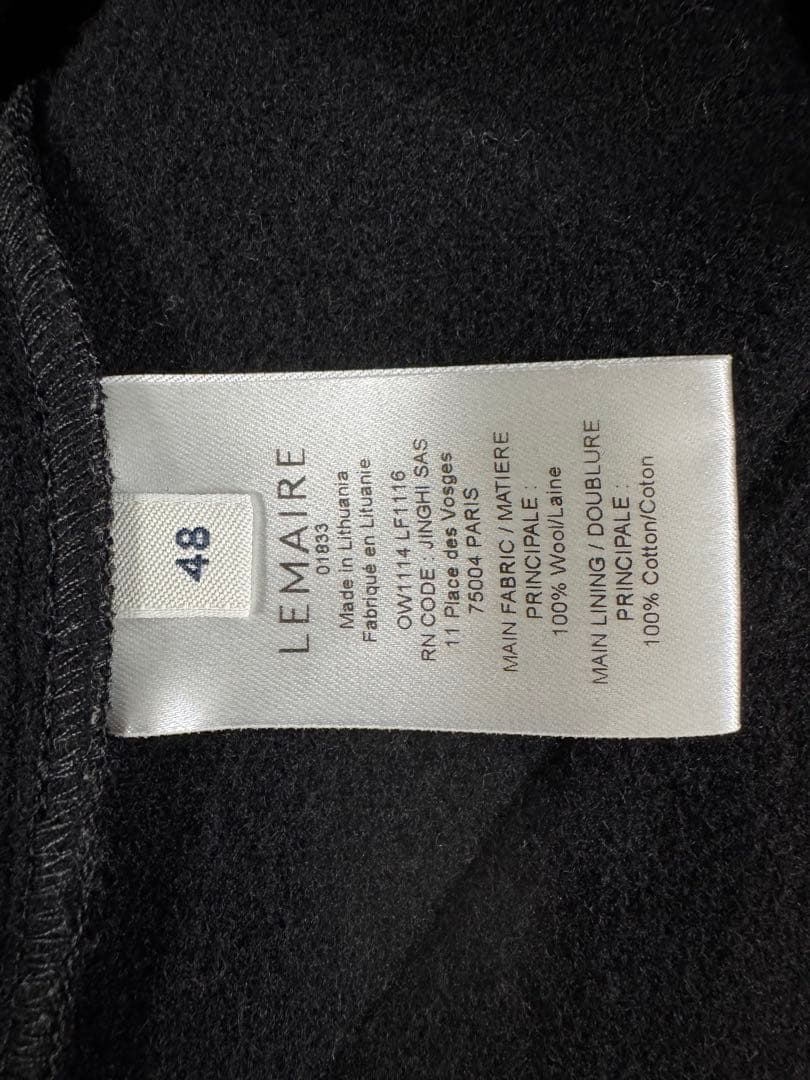 48
LEMAIRE
01833
Made in Lithuania
Fabriqué en Lituanie
OW1114 LF1116
RN CODE : JINGHI SAS
11 Place des Vosges
75004 PARIS
MAIN FABRIC / MATIERE
PRINCIPALE :
100% Wool/Laine
MAIN LINING / DOUBLURE
PRINCIPALE :
100% Cotton/Coton